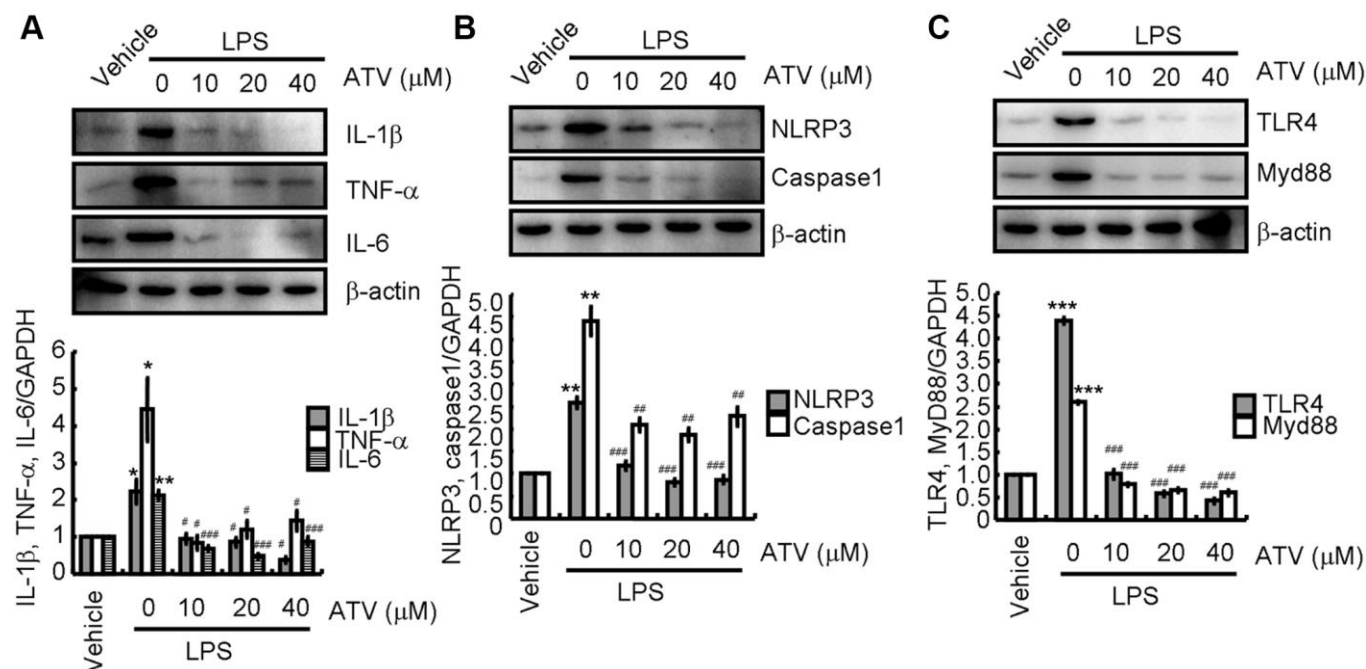 A
Vehicle
LPS
0 10 20 40 ATV (μM)
IL-1β
TNF-α
IL-6
β-actin
IL-1β, TNF-α, IL-6/GAPDH
6
5
4
3
2
1
0
*
*
**
# # ###
# # ###
# # ###
IL-1β
TNF-α
IL-6
Vehicle
0 10 20 40 ATV (μM)
LPS
B
Vehicle
LPS
0 10 20 40 ATV (μM)
NLRP3
Caspase1
β-actin
NLRP3, caspase1/GAPDH
5.0
4.5
4.0
3.5
3.0
2.5
2.0
1.5
1.0
0.5
0
**
**
### ##
### ##
### ##
NLRP3
Caspase1
Vehicle
0 10 20 40 ATV (μM)
LPS
C
Vehicle
LPS
0 10 20 40 ATV (μM)
TLR4
Myd88
β-actin
TLR4, MyD88/GAPDH
5.0
4.5
4.0
3.5
3.0
2.5
2.0
1.5
1.0
0.5
0
***
***
### ###
### ###
### ###
TLR4
Myd88
Vehicle
0 10 20 40 ATV (μM)
LPS